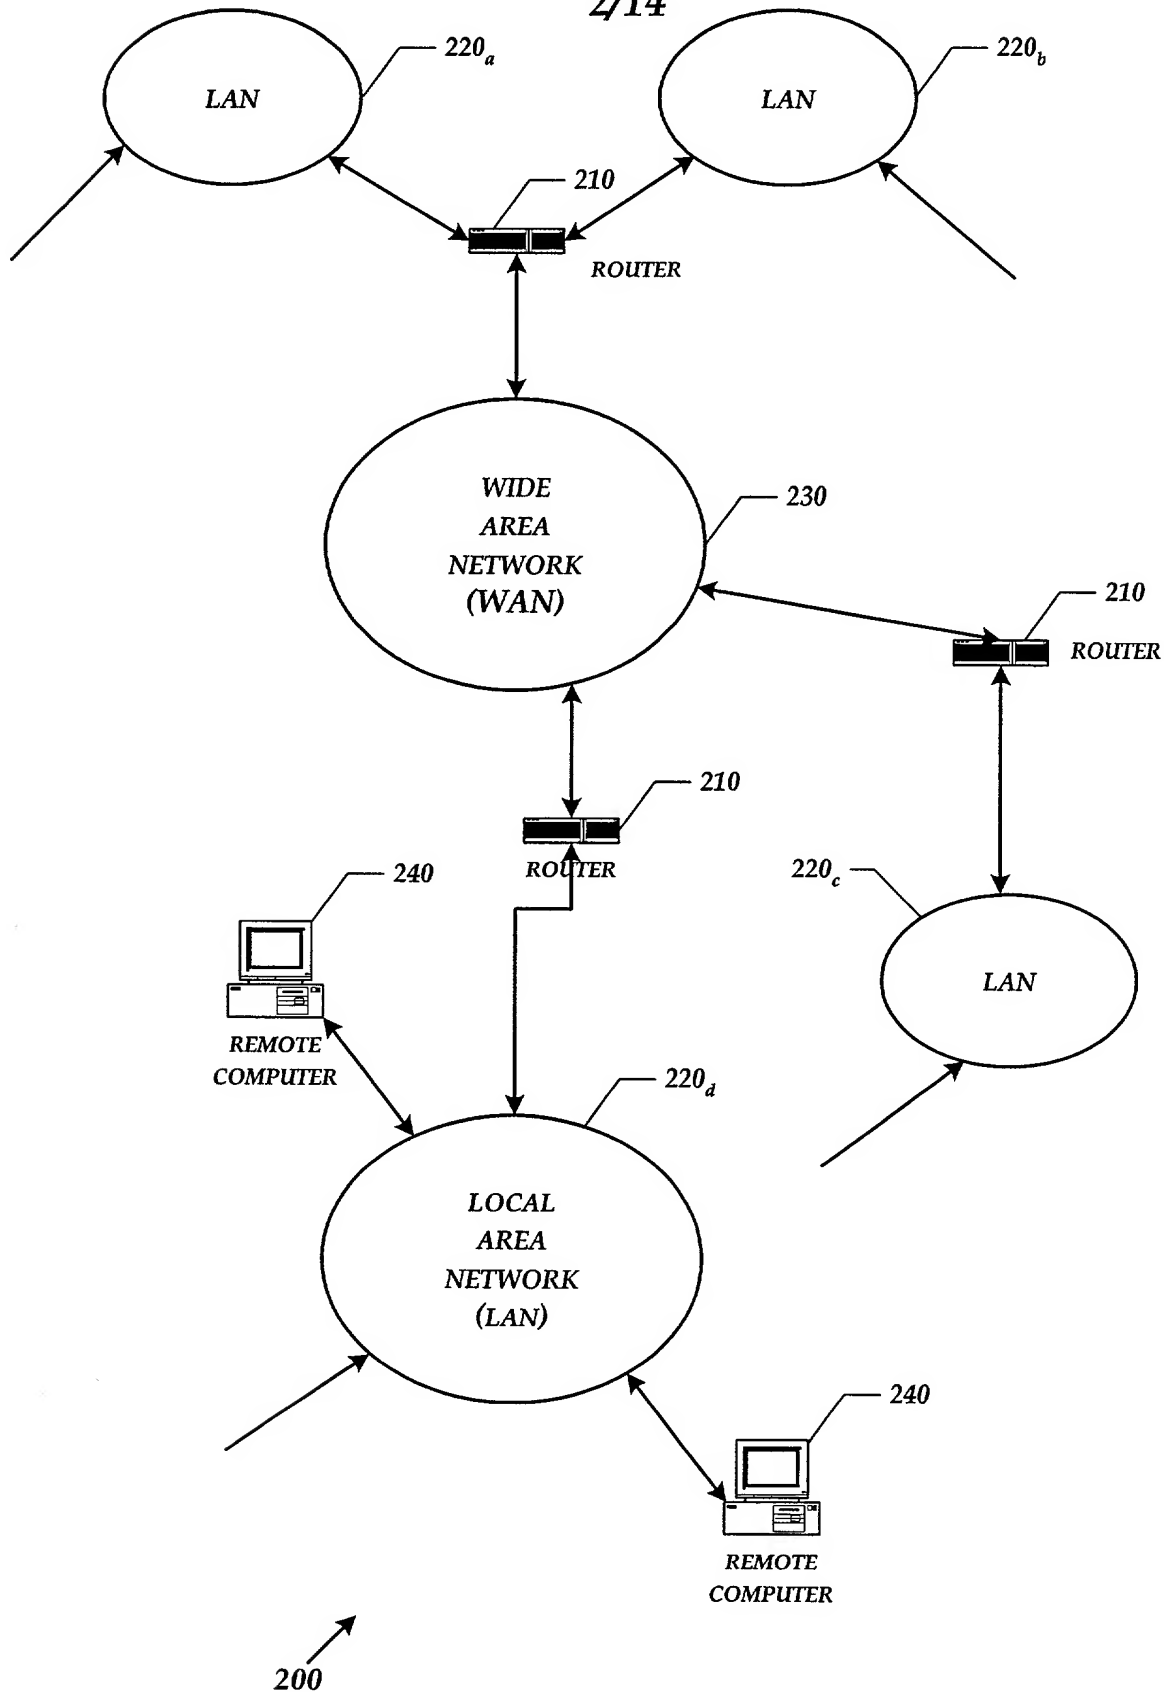 2/14
220a
220b
LAN
LAN
210
ROUTER
WIDE
AREA
NETWORK
(WAN)
230
210
ROUTER
210
ROUTER
240
REMOTE
COMPUTER
220c
LAN
220d
LOCAL
AREA
NETWORK
(LAN)
240
REMOTE
COMPUTER
200